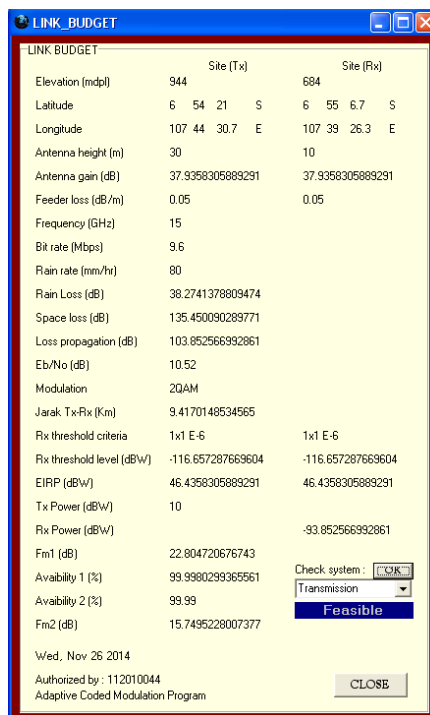 LINK_BUDGET
LINK BUDGET
Site (Tx) Site (Rx)
Elevation (mdpl) 944 684
Latitude 6 54 21 S 6 55 6.7 S
Longitude 107 44 30.7 E 107 39 26.3 E
Antenna height (m) 30 10
Antenna gain (dB) 37.9358305889291 37.9358305889291
Feeder loss (dB/m) 0.05 0.05
Frequency (GHz) 15
Bit rate (Mbps) 9.6
Rain rate (mm/hr) 80
Rain Loss (dB) 38.2741378809474
Space loss (dB) 135.450090289771
Loss propagation (dB) 103.852566992861
Eb/No (dB) 10.52
Modulation 2QAM
Jarak Tx-Rx (Km) 9.4170148534565
Rx threshold criteria 1x1 E-6 1x1 E-6
Rx threshold level (dBW) -116.657287669604 -116.657287669604
EIRP (dBW) 46.4358305889291 46.4358305889291
Tx Power (dBW) 10
Rx Power (dBW) -93.852566992861
Fm1 (dB) 22.804720676743
Avaibility 1 (%) 99.9980299365561
Check system : OK
Avaibility 2 (%) 99.99
Transmission
Fm2 (dB) 15.7495228007377
Feasible
Wed, Nov 26 2014
Authorized by : 112010044
Adaptive Coded Modulation Program
CLOSE